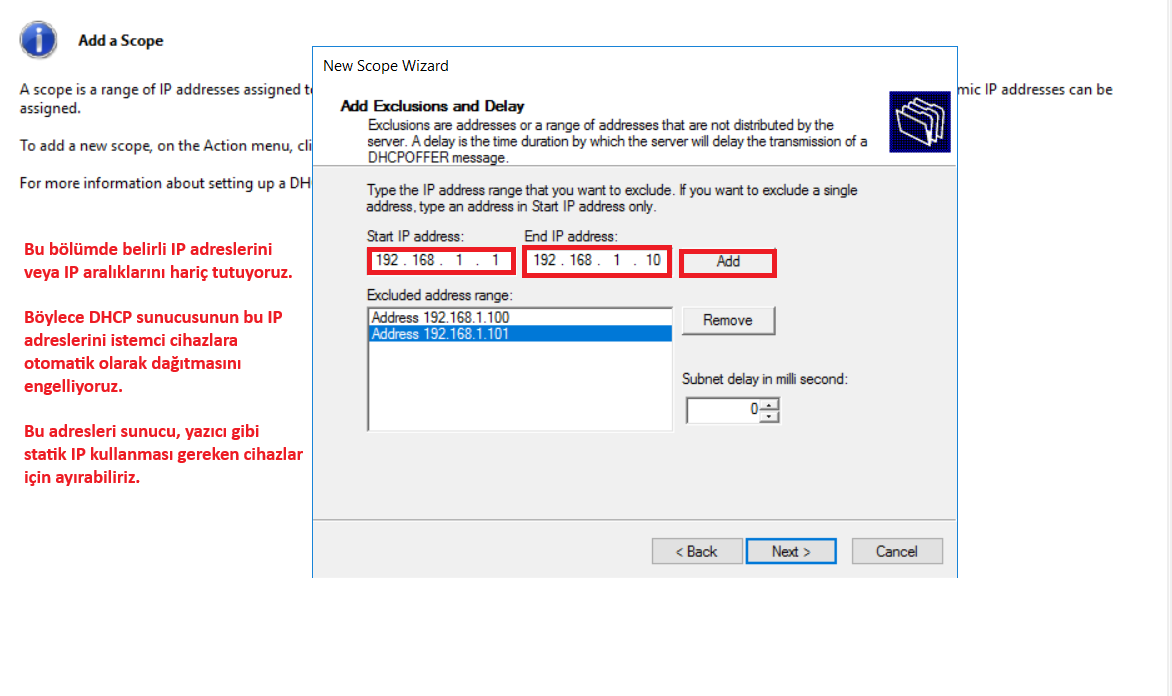 Add a Scope
A scope is a range of IP addresses assigned t
mic IP addresses can be
assigned.
To add a new scope, on the Action menu, cli
For more information about setting up a DH
Bu bölümde belirli IP adreslerini
veya IP aralıklarını hariç tutuyoruz.
Böylece DHCP sunucusunun bu IP
adreslerini istemci cihazlara
otomatik olarak dağıtmasını
engelliyoruz.
Bu adresleri sunucu, yazıcı gibi
statik IP kullanması gereken cihazlar
için ayırabiliriz.
New Scope Wizard
Add Exclusions and Delay
Exclusions are addresses or a range of addresses that are not distributed by the
server. A delay is the time duration by which the server will delay the transmission of a
DHCPOFFER message.
Type the IP address range that you want to exclude. If you want to exclude a single
address, type an address in Start IP address only.
Start IP address: End IP address:
192 . 168 . 1 . 1 192 . 168 . 1 . 10 Add
Excluded address range:
Address 192.168.1.100
Address 192.168.1.101
Remove
Subnet delay in milli second:
0
< Back Next > Cancel